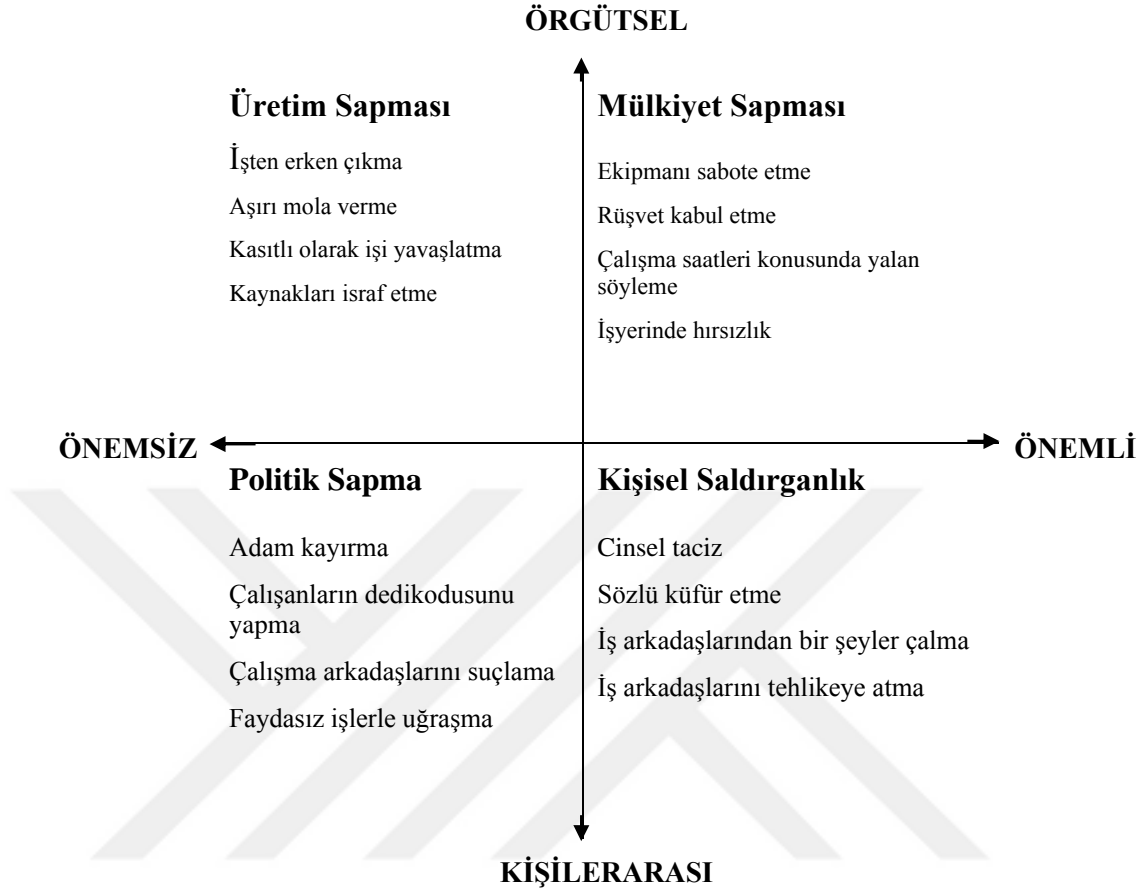 ÖRGÜTSEL
Üretim Sapması
İşten erken çıkma
Aşırı mola verme
Kasıtlı olarak işi yavaşlatma
Kaynakları israf etme
Mülkiyet Sapması
Ekipmanı sabote etme
Rüşvet kabul etme
Çalışma saatleri konusunda yalan
söyleme
İşyerinde hırsızlık
ÖNEMSİZ
ÖNEMLİ
Politik Sapma
Adam kayırma
Çalışanların dedikodusunu
yapma
Çalışma arkadaşlarını suçlama
Faydasız işlerle uğraşma
Kişisel Saldırganlık
Cinsel taciz
Sözlü küfür etme
İş arkadaşlarından bir şeyler çalma
İş arkadaşlarını tehlikeye atma
KİŞİLERARASI